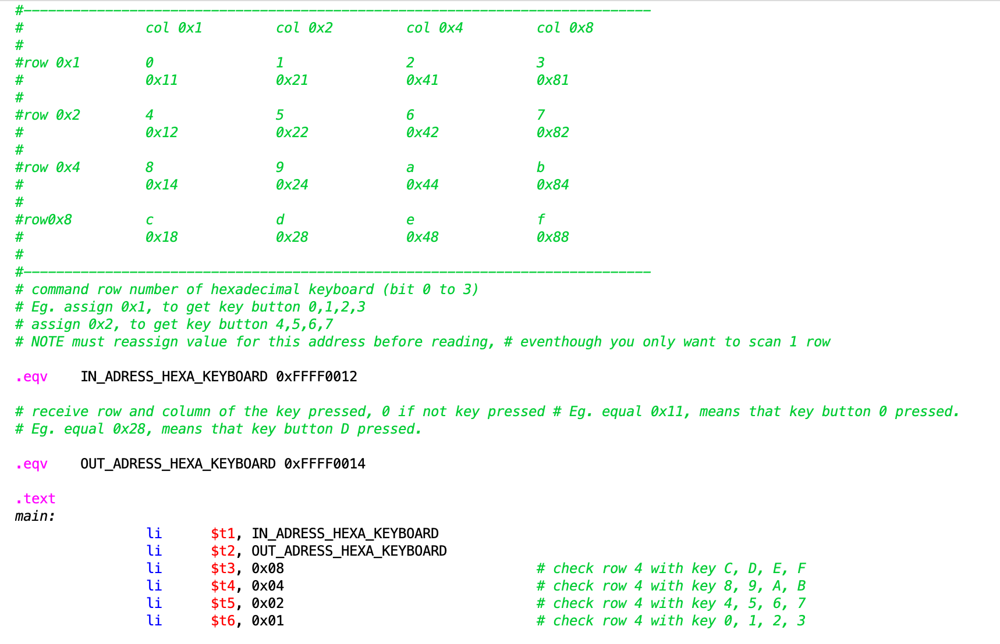 #-----------------------------------------------------------------------------
# col 0x1 col 0x2 col 0x4 col 0x8
#
#row 0x1 0 1 2 3
# 0x11 0x21 0x41 0x81
#
#row 0x2 4 5 6 7
# 0x12 0x22 0x42 0x82
#
#row 0x4 8 9 a b
# 0x14 0x24 0x44 0x84
#
#row0x8 c d e f
# 0x18 0x28 0x48 0x88
#
#-----------------------------------------------------------------------------
# command row number of hexadecimal keyboard (bit 0 to 3)
# Eg. assign 0x1, to get key button 0,1,2,3
# assign 0x2, to get key button 4,5,6,7
# NOTE must reassign value for this address before reading, # eventhough you only want to scan 1 row
.eqv IN_ADRESS_HEXA_KEYBOARD 0xFFFF0012
# receive row and column of the key pressed, 0 if not key pressed # Eg. equal 0x11, means that key button 0 pressed.
# Eg. equal 0x28, means that key button D pressed.
.eqv OUT_ADRESS_HEXA_KEYBOARD 0xFFFF0014
.text
main:
li $t1, IN_ADRESS_HEXA_KEYBOARD
li $t2, OUT_ADRESS_HEXA_KEYBOARD
li $t3, 0x08 # check row 4 with key C, D, E, F
li $t4, 0x04 # check row 4 with key 8, 9, A, B
li $t5, 0x02 # check row 4 with key 4, 5, 6, 7
li $t6, 0x01 # check row 4 with key 0, 1, 2, 3